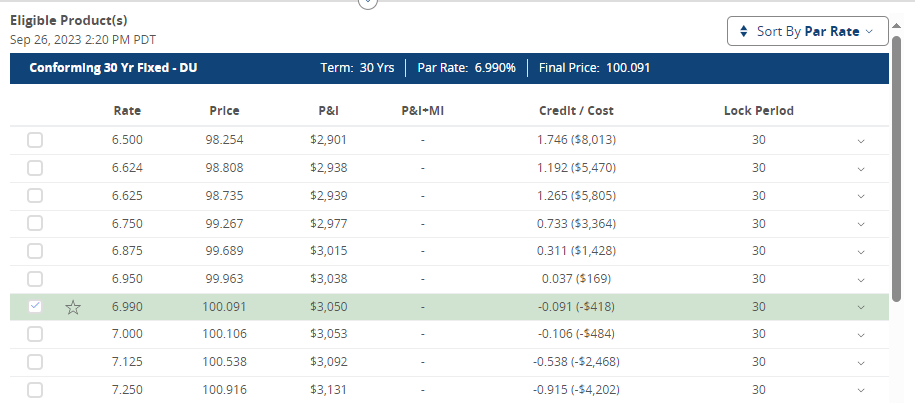 Eligible Product(s)
Sep 26, 2023 2:20 PM PDT
Sort By Par Rate
Conforming 30 Yr Fixed - DU Term: 30 Yrs Par Rate: 6.990% Final Price: 100.091
Rate Price P&I P&I+MI Credit / Cost Lock Period
6.500 98.254 $2,901 - 1.746 ($8,013) 30
6.624 98.808 $2,938 - 1.192 ($5,470) 30
6.625 98.735 $2,939 - 1.265 ($5,805) 30
6.750 99.267 $2,977 - 0.733 ($3,364) 30
6.875 99.689 $3,015 - 0.311 ($1,428) 30
6.950 99.963 $3,038 - 0.037 ($169) 30
6.990 100.091 $3,050 - -0.091 (-$418) 30
7.000 100.106 $3,053 - -0.106 (-$484) 30
7.125 100.538 $3,092 - -0.538 (-$2,468) 30
7.250 100.916 $3,131 - -0.915 (-$4,202) 30